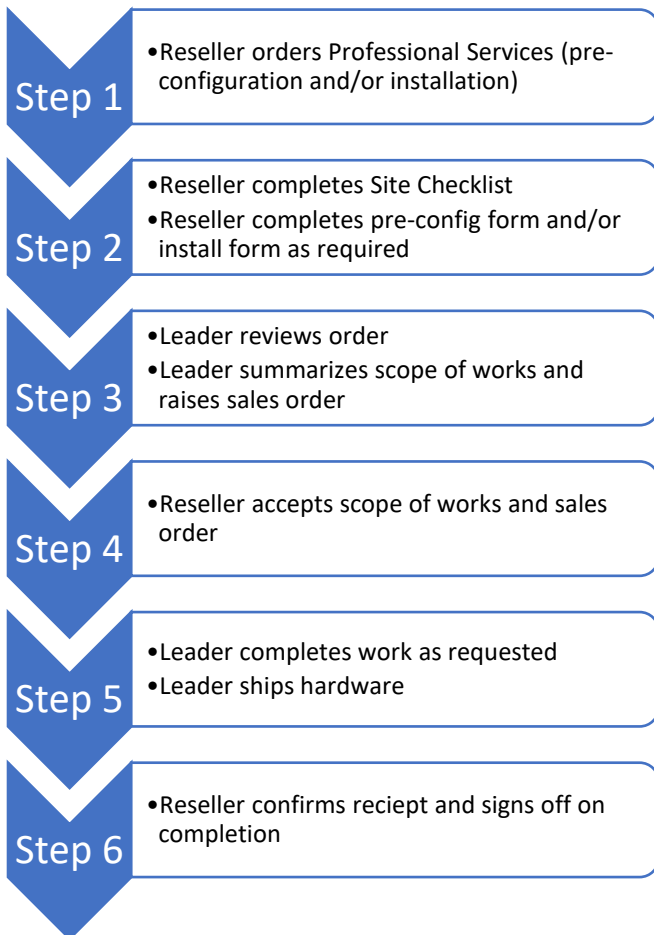 Step 1
•Reseller orders Professional Services (pre-
configuration and/or installation)
Step 2
•Reseller completes Site Checklist
•Reseller completes pre-config form and/or
install form as required
Step 3
•Leader reviews order
•Leader summarizes scope of works and
raises sales order
Step 4
•Reseller accepts scope of works and sales
order
Step 5
•Leader completes work as requested
•Leader ships hardware
Step 6
•Reseller confirms reciept and signs off on
completion